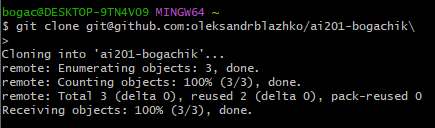 bogac@DESKTOP-9TN4VO9 MINGW64 ~
$ git clone git@github.com:oleksandrblazhko/ai201-bogachik\
>
Cloning into 'ai201-bogachik'...
remote: Enumerating objects: 3, done.
remote: Counting objects: 100% (3/3), done.
remote: Total 3 (delta 0), reused 2 (delta 0), pack-reused 0
Receiving objects: 100% (3/3), done.